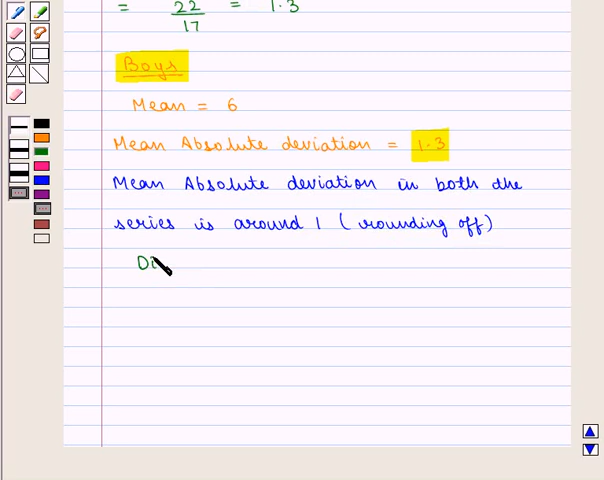 = 22/17 = 1.3
Boys
Mean = 6
Mean Absolute deviation = 1.3
Mean Absolute deviation in both the
series is around 1 (rounding off)
Di